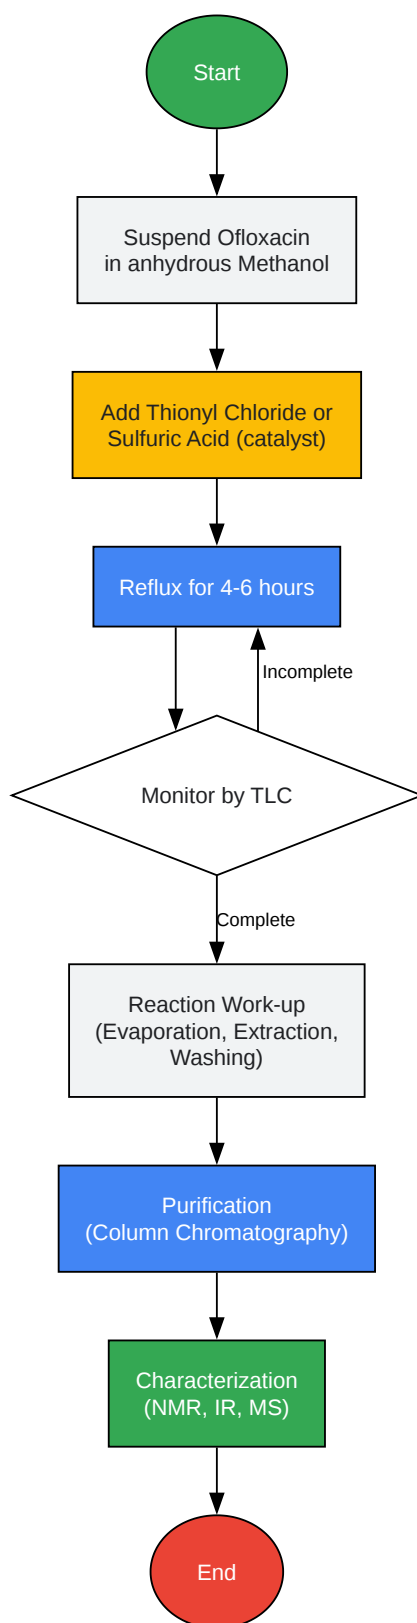 Start
Suspend Ofloxacin
in anhydrous Methanol
Add Thionyl Chloride or
Sulfuric Acid (catalyst)
Reflux for 4-6 hours
Incomplete
Monitor by TLC
Complete
Reaction Work-up
(Evaporation, Extraction,
Washing)
Purification
(Column Chromatography)
Characterization
(NMR, IR, MS)
End